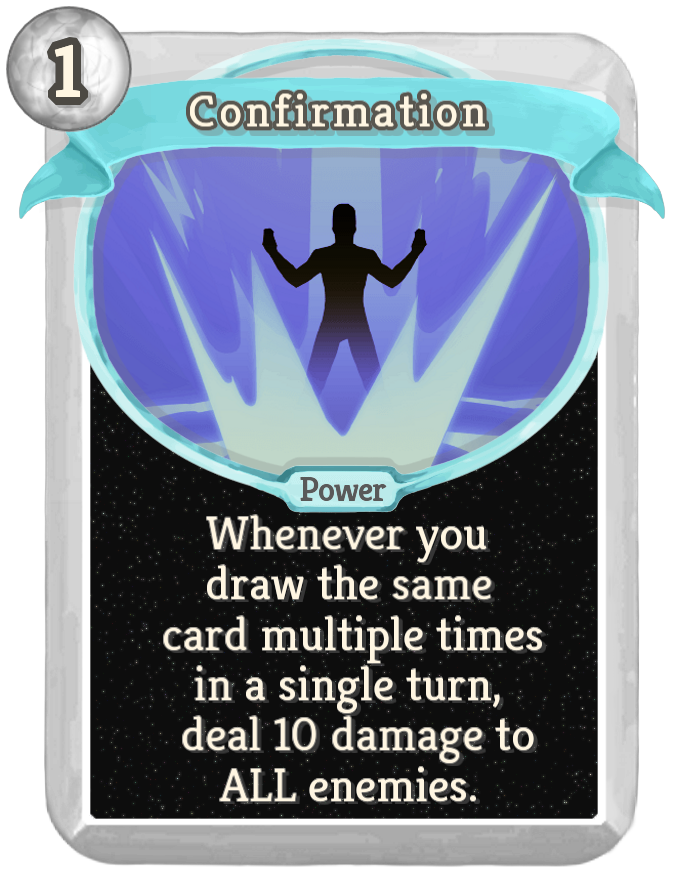 1
Confirmation
Power
Whenever you
draw the same
card multiple times
in a single turn,
deal 10 damage to
ALL enemies.